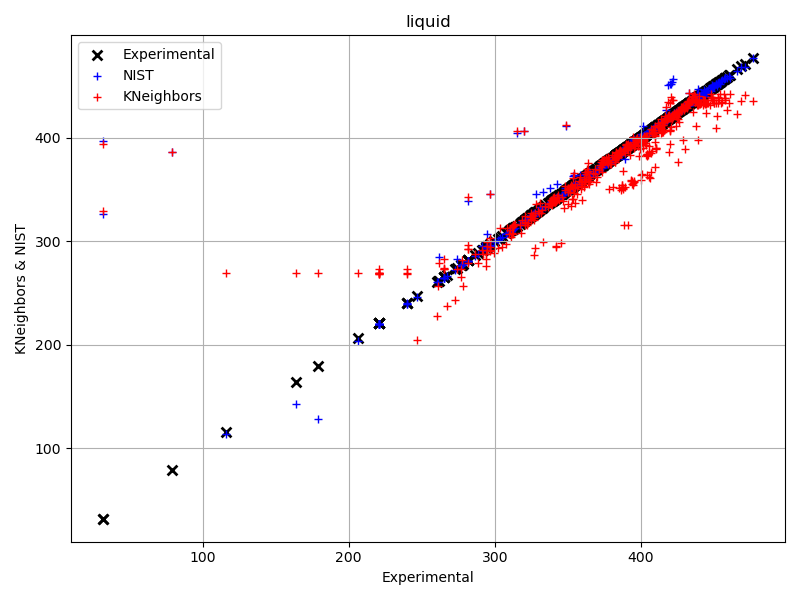 liquid
Experimental
NIST
KNeighbors
400
300
200
100
KNeighbors & NIST
100 200 300 400
Experimental